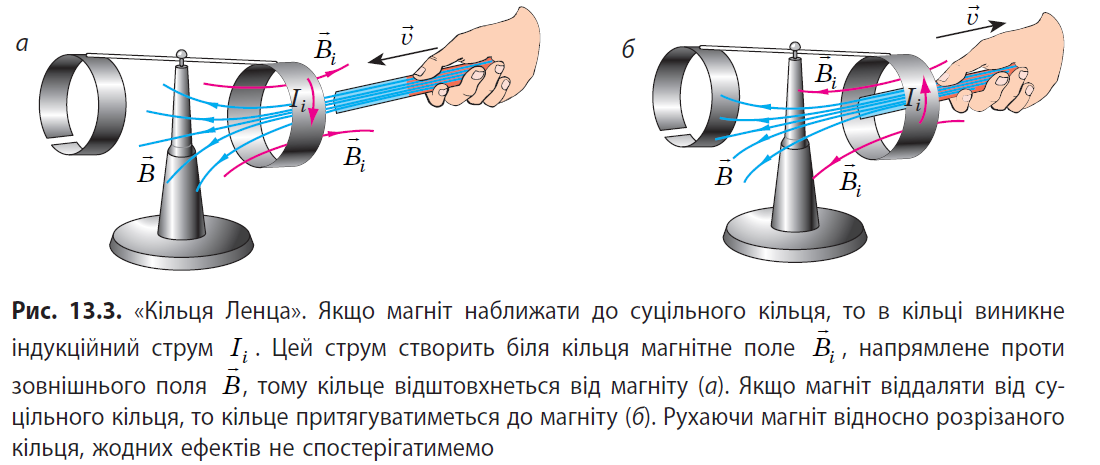 а
B⃗ᵢ
v⃗
Iᵢ
B⃗
B⃗ᵢ
б
v⃗
B⃗ᵢ
Iᵢ
B⃗
B⃗ᵢ
Рис. 13.3. «Кільця Ленца». Якщо магніт наближати до суцільного кільця, то в кільці виникне
індукційний струм Iᵢ. Цей струм створить біля кільця магнітне поле B⃗ᵢ, напрямлене проти
зовнішнього поля B⃗, тому кільце відштовхнеться від магніту (а). Якщо магніт віддаляти від су-
цільного кільця, то кільце притягуватиметься до магніту (б). Рухаючи магніт відносно розрізаного
кільця, жодних ефектів не спостерігатимемо